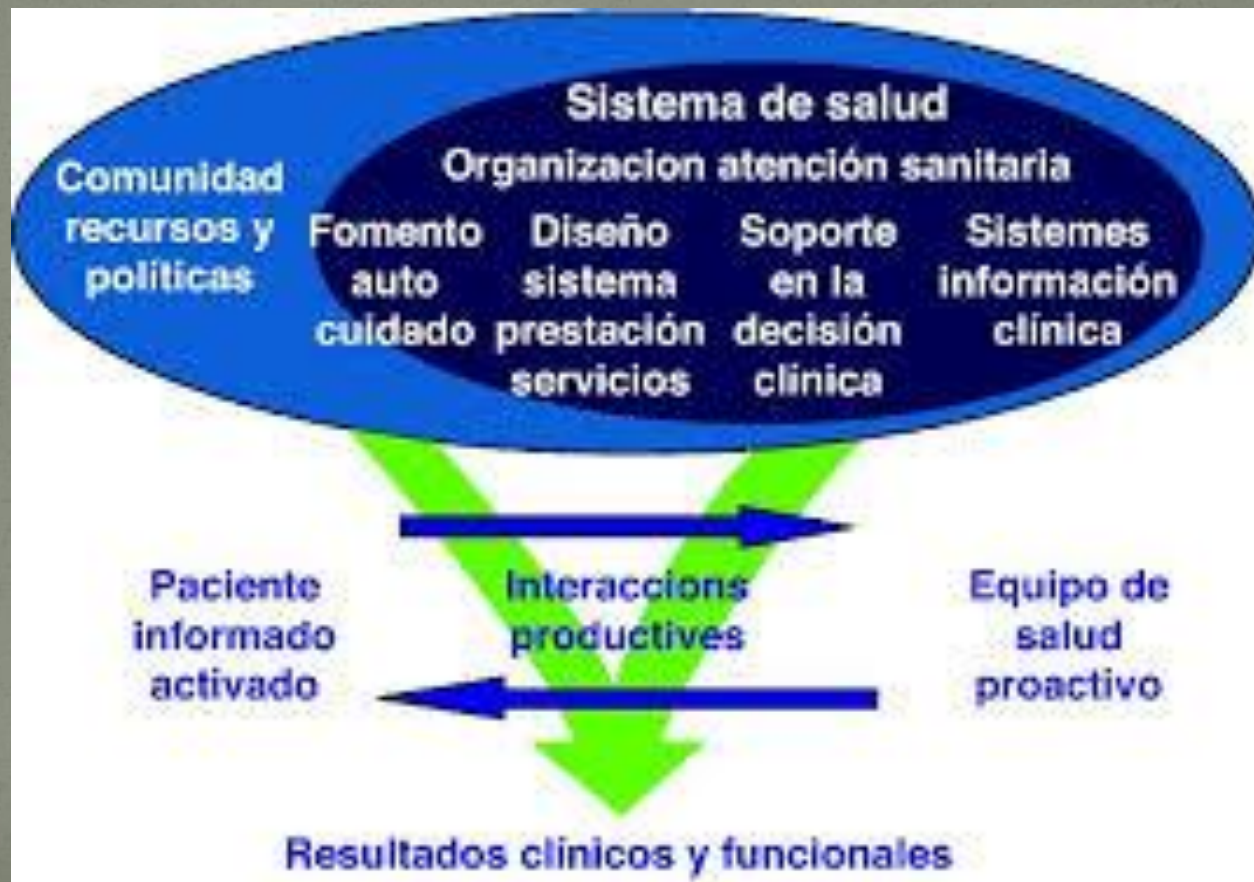 Sistema de salud
Organizacion atención sanitaria
Comunidad
recursos y
políticas
Fomento
auto
cuidado
Diseño
sistema
prestación
servicios
Soporte
en la
decisión
clínica
Sistemes
información
clínica
Paciente
informado
activado
Interaccions
productives
Equipo de
salud
proactivo
Resultados clínicos y funcionales